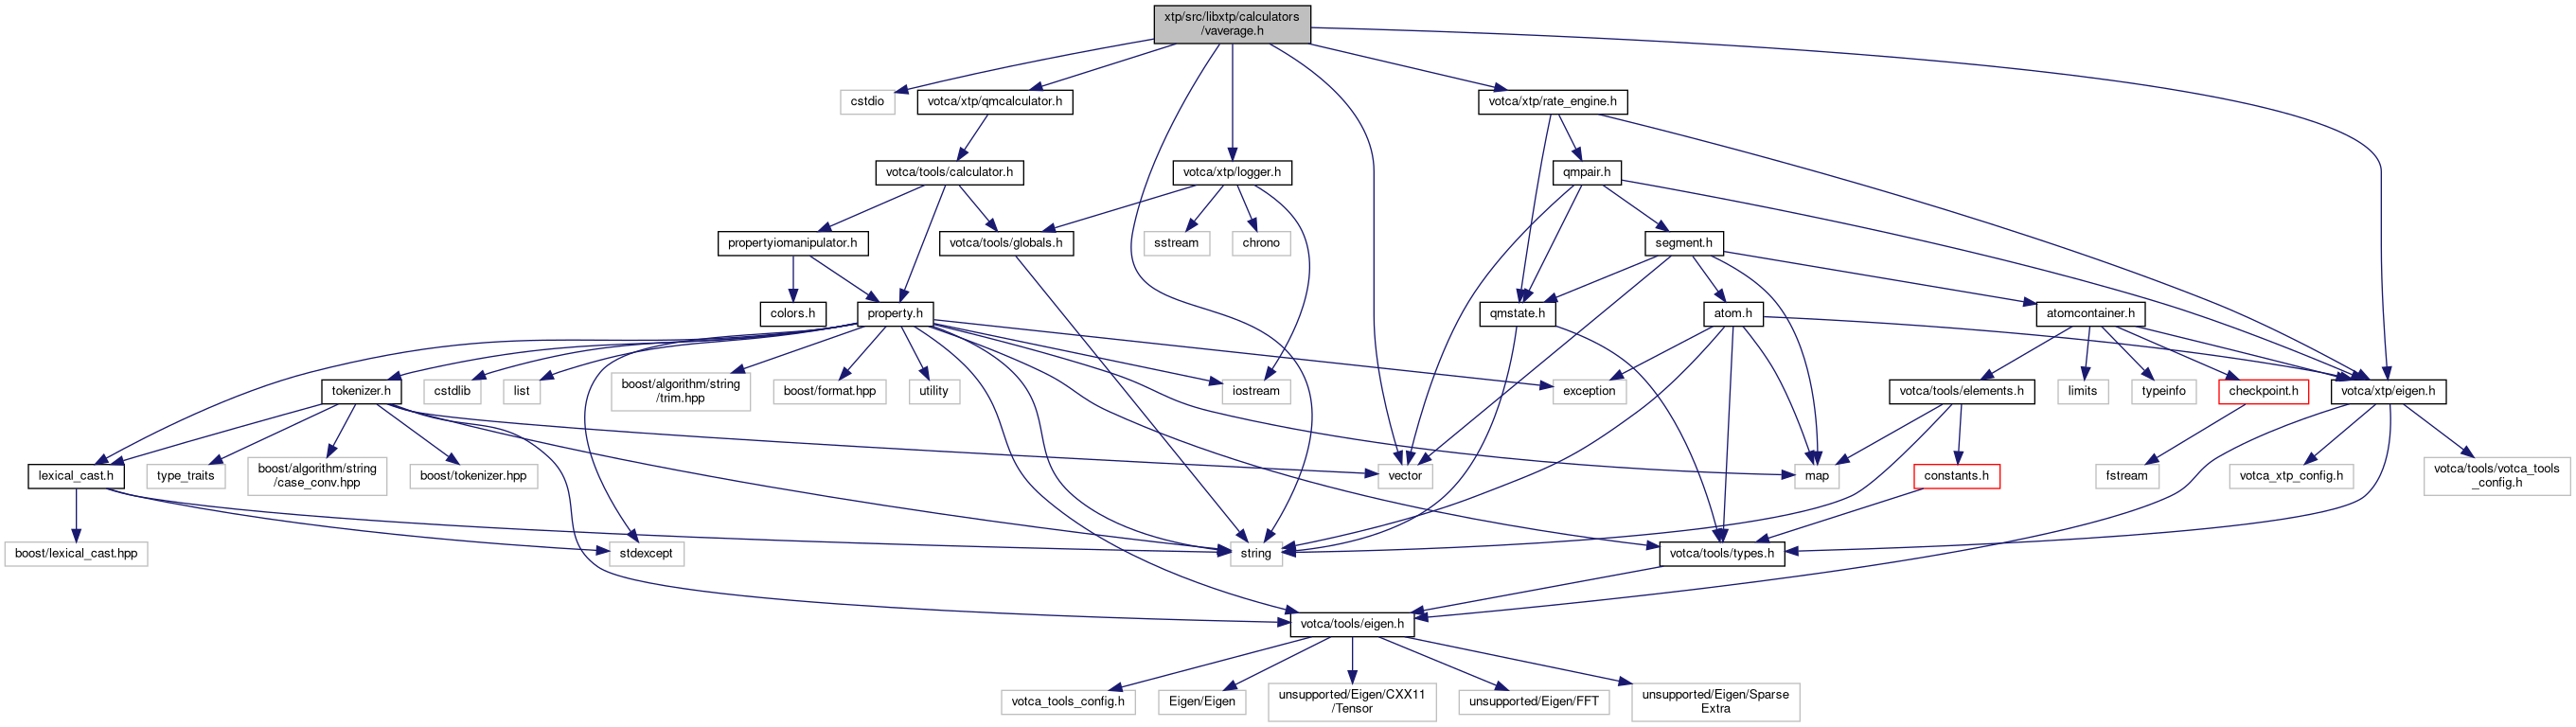 xtp/src/libxtp/calculators
/vaverage.h
cstdio
votca/xtp/qmcalculator.h
votca/xtp/rate_engine.h
votca/tools/calculator.h
votca/xtp/logger.h
qmpair.h
propertyiomanipulator.h
votca/tools/globals.h
sstream
chrono
segment.h
colors.h
property.h
qmstate.h
atom.h
atomcontainer.h
tokenizer.h
cstdlib
list
boost/algorithm/string
/trim.hpp
boost/format.hpp
utility
iostream
exception
votca/tools/elements.h
limits
typeinfo
checkpoint.h
votca/xtp/eigen.h
lexical_cast.h
type_traits
boost/algorithm/string
/case_conv.hpp
boost/tokenizer.hpp
vector
map
constants.h
fstream
votca_xtp_config.h
votca/tools/votca_tools
_config.h
boost/lexical_cast.hpp
stdexcept
string
votca/tools/types.h
votca/tools/eigen.h
votca_tools_config.h
Eigen/Eigen
unsupported/Eigen/CXX11
/Tensor
unsupported/Eigen/FFT
unsupported/Eigen/Sparse
Extra